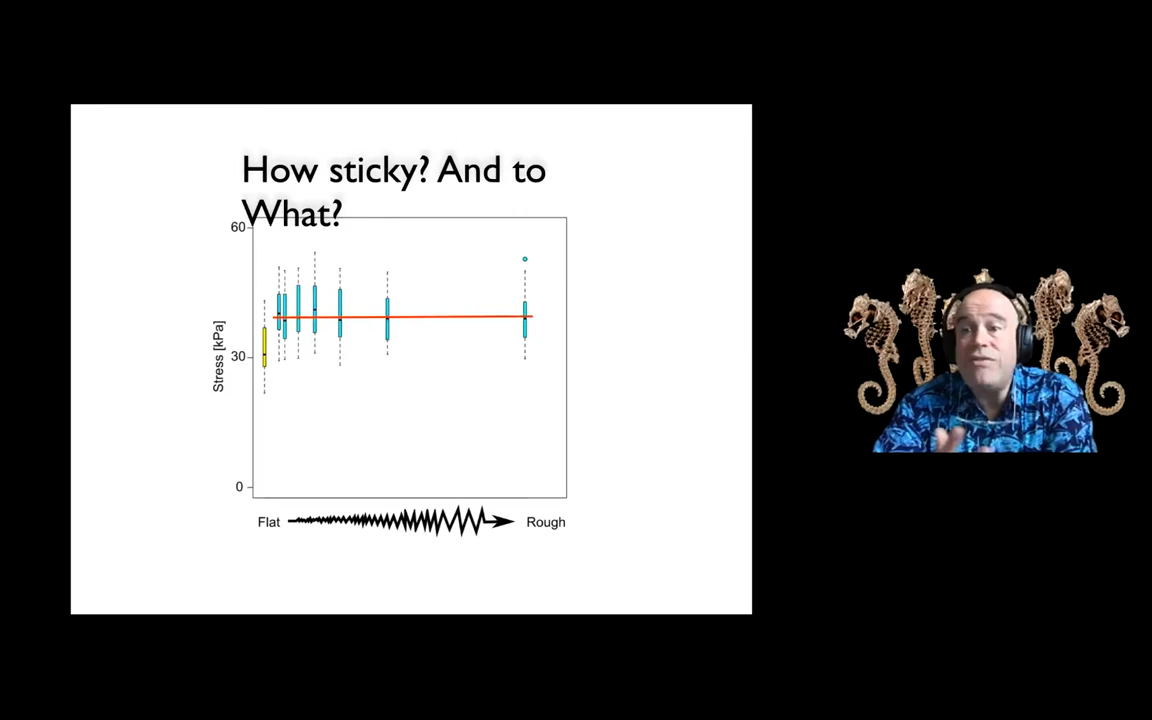 How sticky? And to
What?
60
30
0
Stress [kPa]
Flat
Rough